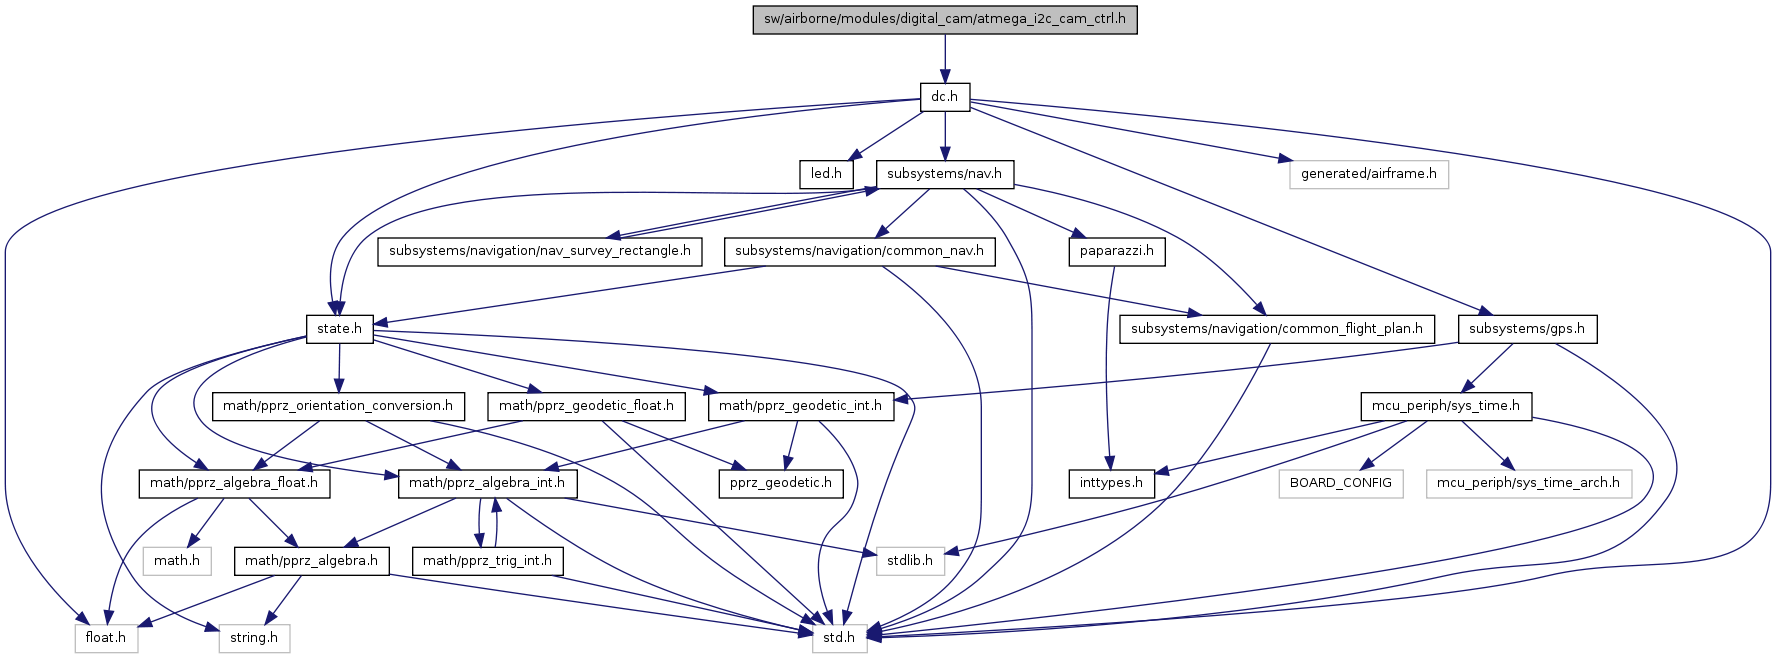 sw/airborne/modules/digital_cam/atmega_i2c_cam_ctrl.h
dc.h
led.h
subsystems/nav.h
generated/airframe.h
subsystems/navigation/nav_survey_rectangle.h
subsystems/navigation/common_nav.h
paparazzi.h
state.h
subsystems/navigation/common_flight_plan.h
subsystems/gps.h
math/pprz_orientation_conversion.h
math/pprz_geodetic_float.h
math/pprz_geodetic_int.h
mcu_periph/sys_time.h
math/pprz_algebra_float.h
math/pprz_algebra_int.h
pprz_geodetic.h
inttypes.h
BOARD_CONFIG
mcu_periph/sys_time_arch.h
math.h
math/pprz_algebra.h
math/pprz_trig_int.h
stdlib.h
float.h
string.h
std.h